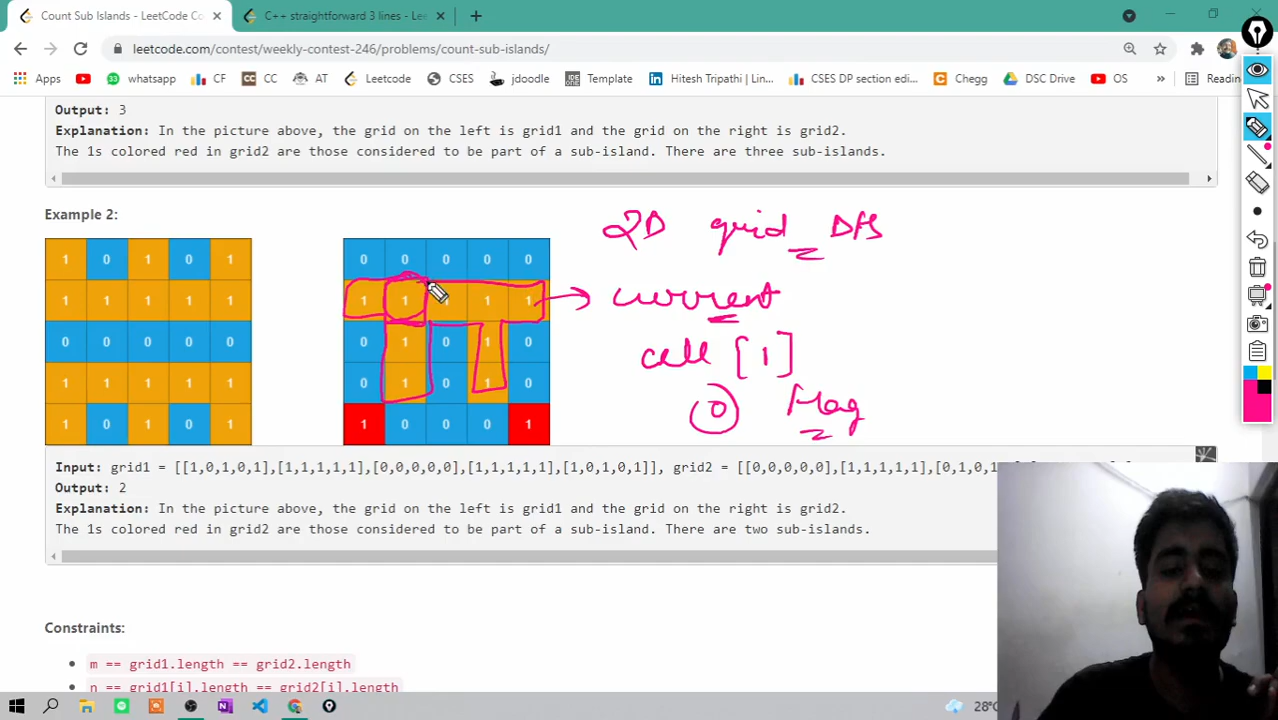 Count Sub Islands - LeetCode Co
C++ straightforward 3 lines - Le
leetcode.com/contest/weekly-contest-246/problems/count-sub-islands/
Apps whatsapp CF CC AT Leetcode CSES jdoodle Template Hitesh Tripathi | Lin... CSES DP section edi... Chegg DSC Drive OS » Reading
Output: 3
Explanation: In the picture above, the grid on the left is grid1 and the grid on the right is grid2.
The 1s colored red in grid2 are those considered to be part of a sub-island. There are three sub-islands.
Example 2:
1 0 1 0 1
1 1 1 1 1
0 0 0 0 0
1 1 1 1 1
1 0 1 0 1
0 0 0 0 0
1 1 1 1 1
0 1 0 1 0
0 1 0 1 0
1 0 0 0 1
2D grid DFS
current
cell [1]
0 flag
Input: grid1 = [[1,0,1,0,1],[1,1,1,1,1],[0,0,0,0,0],[1,1,1,1,1],[1,0,1,0,1]], grid2 = [[0,0,0,0,0],[1,1,1,1,1],[0,1,0,1
Output: 2
Explanation: In the picture above, the grid on the left is grid1 and the grid on the right is grid2.
The 1s colored red in grid2 are those considered to be part of a sub-island. There are two sub-islands.
Constraints:
m == grid1.length == grid2.length
n == grid1[i].length == grid2[i].length
28°C